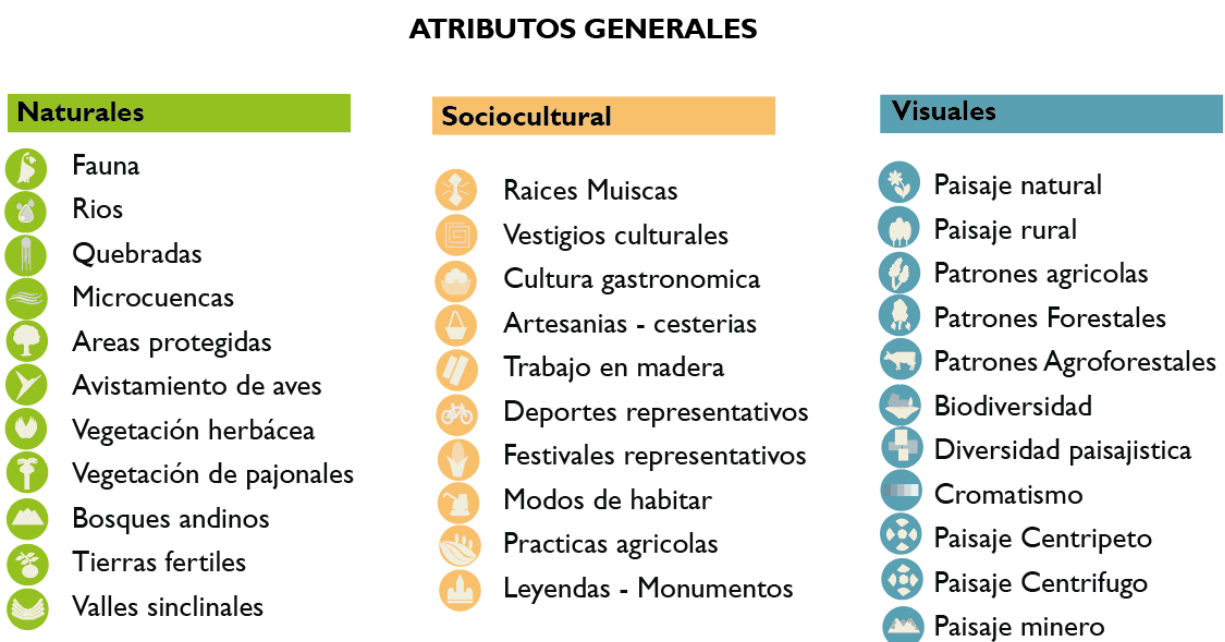 ATRIBUTOS GENERALES
Naturales
Fauna
Rios
Quebradas
Microcuencas
Areas protegidas
Avistamiento de aves
Vegetación herbácea
Vegetación de pajonales
Bosques andinos
Tierras fertiles
Valles sinclinales
Sociocultural
Raices Muiscas
Vestigios culturales
Cultura gastronomica
Artesanias - cesterias
Trabajo en madera
Deportes representativos
Festivales representativos
Modos de habitar
Practicas agricolas
Leyendas - Monumentos
Visuales
Paisaje natural
Paisaje rural
Patrones agricolas
Patrones Forestales
Patrones Agroforestales
Biodiversidad
Diversidad paisajistica
Cromatismo
Paisaje Centripeto
Paisaje Centrifugo
Paisaje minero